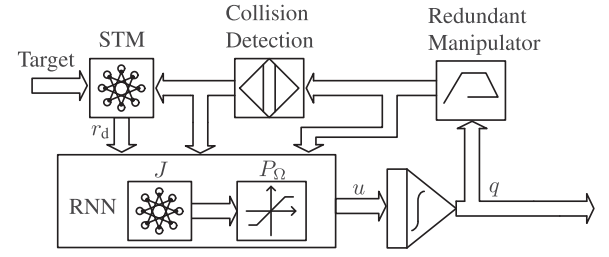 Collision
Detection
Redundant
Manipulator
STM
Target
r_d
J
P_Ω
RNN
u
∫
q